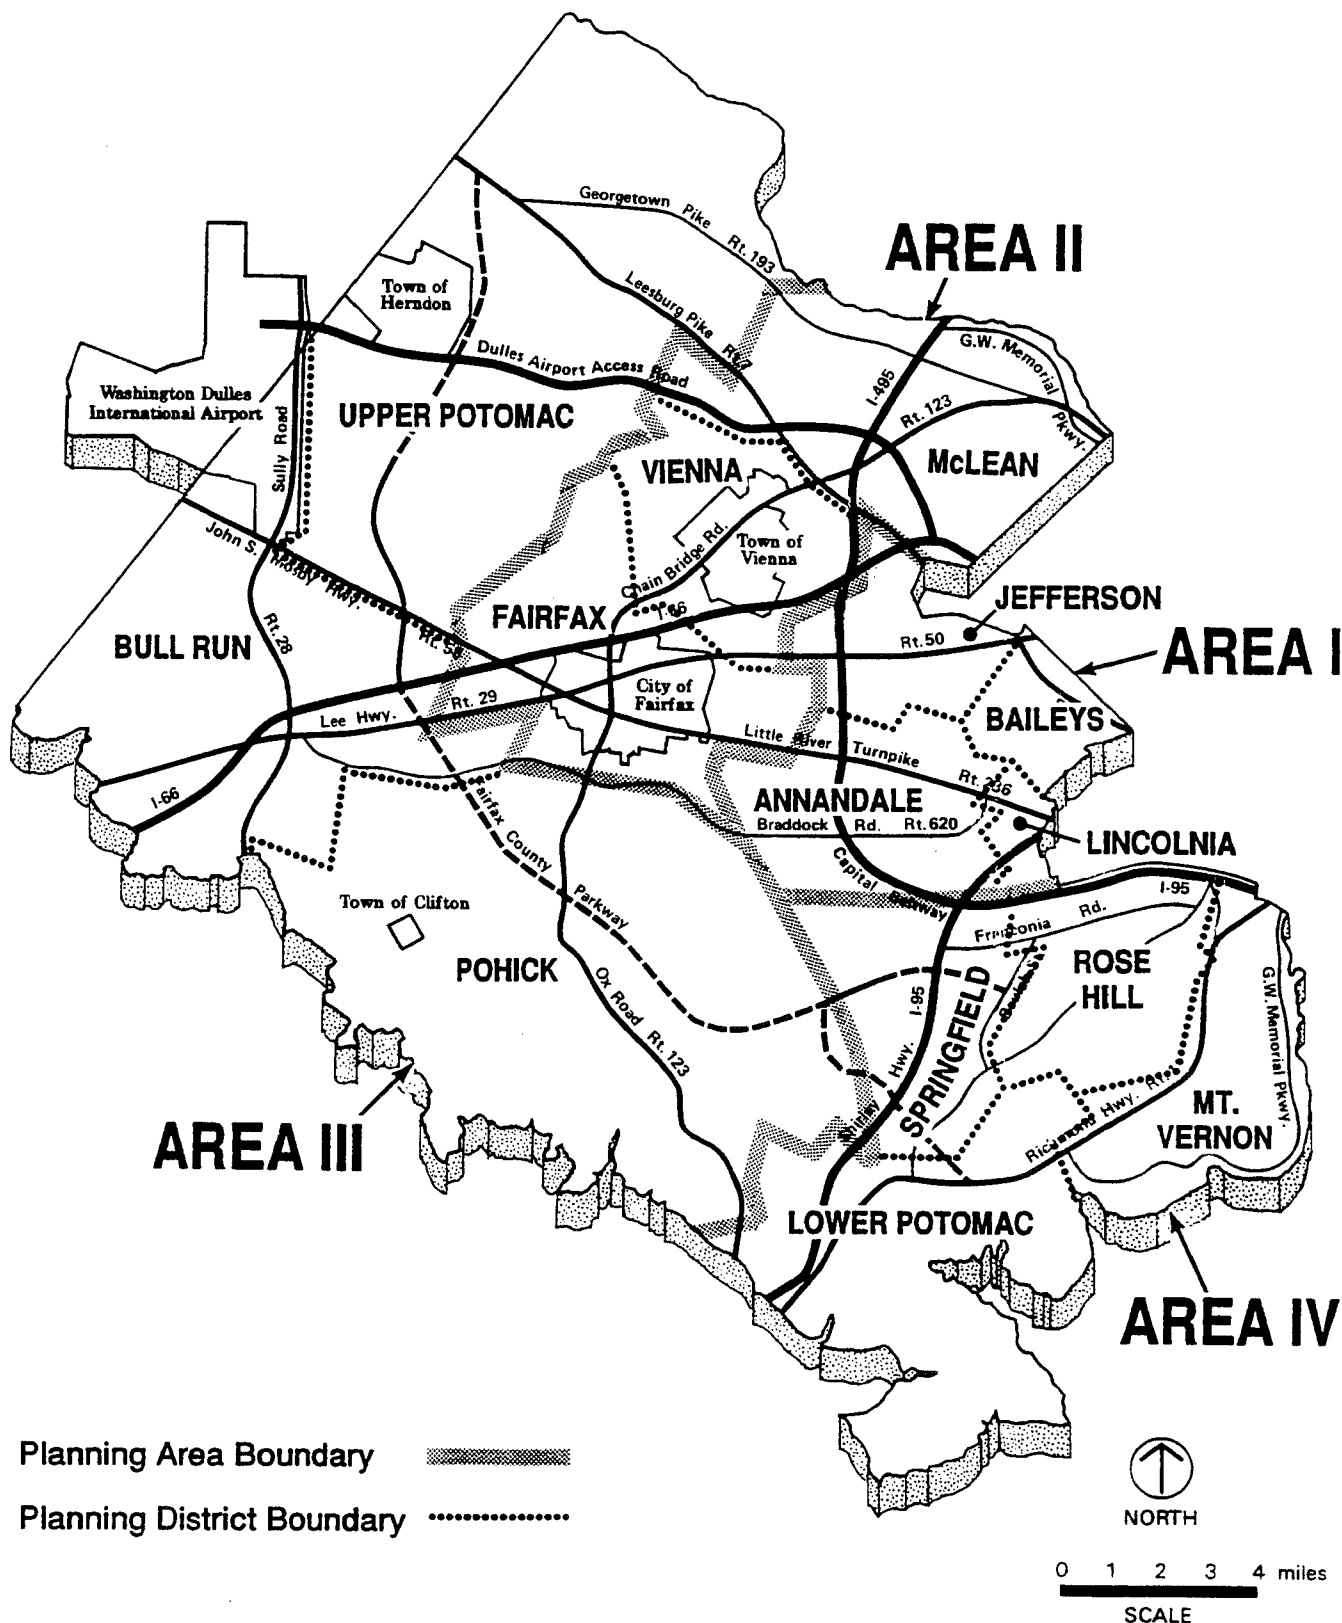 Georgetown Pike Rt. 193
AREA II
Town of
Herndon
Leesburg Pike Rt.7
G.W. Memorial Pkwy.
Dulles Airport Access Road
I-495
Rt. 123
Washington Dulles
International Airport
UPPER POTOMAC
Sully Road
VIENNA
McLEAN
John S. Mosby Hwy.
Chain Bridge Rd.
Town of
Vienna
JEFFERSON
FAIRFAX
I-66
Rt. 50
Rt. 50
BULL RUN
Rt. 28
AREA I
City of
Fairfax
Lee Hwy. Rt. 29
BAILEYS
Little River Turnpike Rt. 236
I-66
ANNANDALE
Braddock Rd. Rt. 620
LINCOLNIA
Fairfax County Parkway
Capital Beltway
I-95
Town of Clifton
Franconia Rd.
POHICK
ROSE
HILL
Ox Road Rt. 123
I-95
SPRINGFIELD
G.W. Memorial Pkwy.
Shirley Hwy.
Richmond Hwy.
MT.
VERNON
AREA III
LOWER POTOMAC
AREA IV
Planning Area Boundary
Planning District Boundary
NORTH
0 1 2 3 4 miles
SCALE